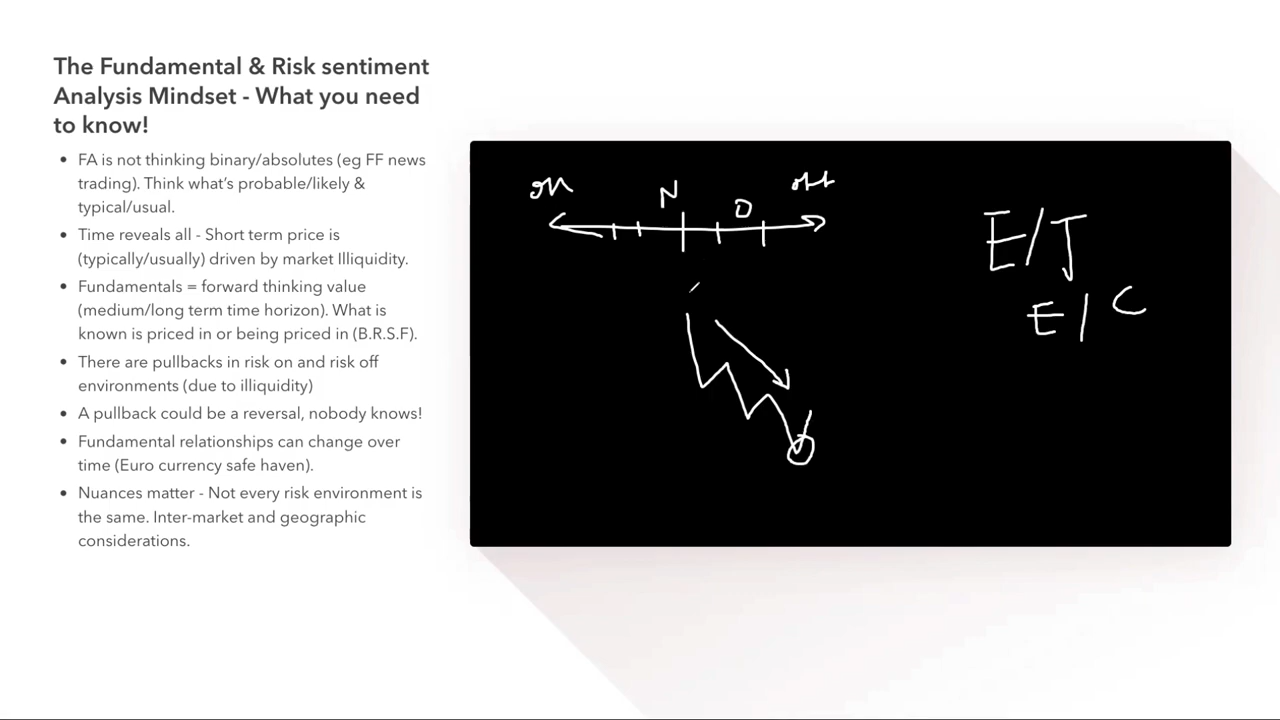 The Fundamental & Risk sentiment
Analysis Mindset - What you need
to know!
• FA is not thinking binary/absolutes (eg FF news
trading). Think what's probable/likely &
typical/usual.
• Time reveals all - Short term price is
(typically/usually) driven by market Illiquidity.
• Fundamentals = forward thinking value
(medium/long term time horizon). What is
known is priced in or being priced in (B.R.S.F).
• There are pullbacks in risk on and risk off
environments (due to illiquidity)
• A pullback could be a reversal, nobody knows!
• Fundamental relationships can change over
time (Euro currency safe haven).
• Nuances matter - Not every risk environment is
the same. Inter-market and geographic
considerations.
on N off
E/J
E/C